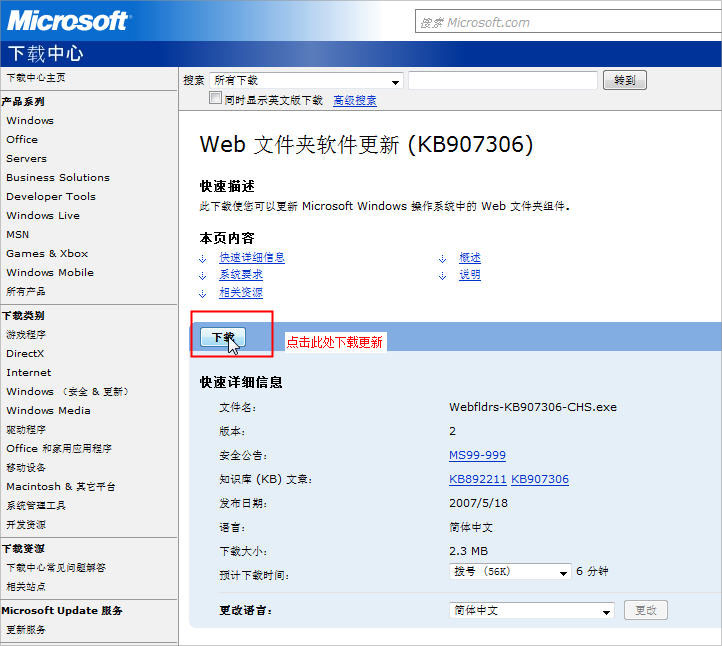 Microsoft®
搜索 Microsoft.com
下载中心
下载中心主页
产品系列
Windows
Office
Servers
Business Solutions
Developer Tools
Windows Live
MSN
Games & Xbox
Windows Mobile
所有产品
下载类别
游戏程序
DirectX
Internet
Windows （安全 & 更新）
Windows Media
驱动程序
Office 和家用应用程序
移动设备
Macintosh & 其它平台
系统管理工具
开发资源
下载资源
下载中心常见问题解答
相关站点
Microsoft Update 服务
更新服务
搜索 所有下载 转到
同时显示英文版下载 高级搜索
Web 文件夹软件更新 (KB907306)
快速描述
此下载使您可以更新 Microsoft Windows 操作系统中的 Web 文件夹组件。
本页内容
快速详细信息 概述
系统要求 说明
相关资源
下载 点击此处下载更新
快速详细信息
文件名: Webfldrs-KB907306-CHS.exe
版本: 2
安全公告: MS99-999
知识库 (KB) 文章: KB892211 KB907306
发布日期: 2007/5/18
语言: 简体中文
下载大小: 2.3 MB
预计下载时间: 拨号 (56K) 6 分钟
更改语言: 简体中文 更改